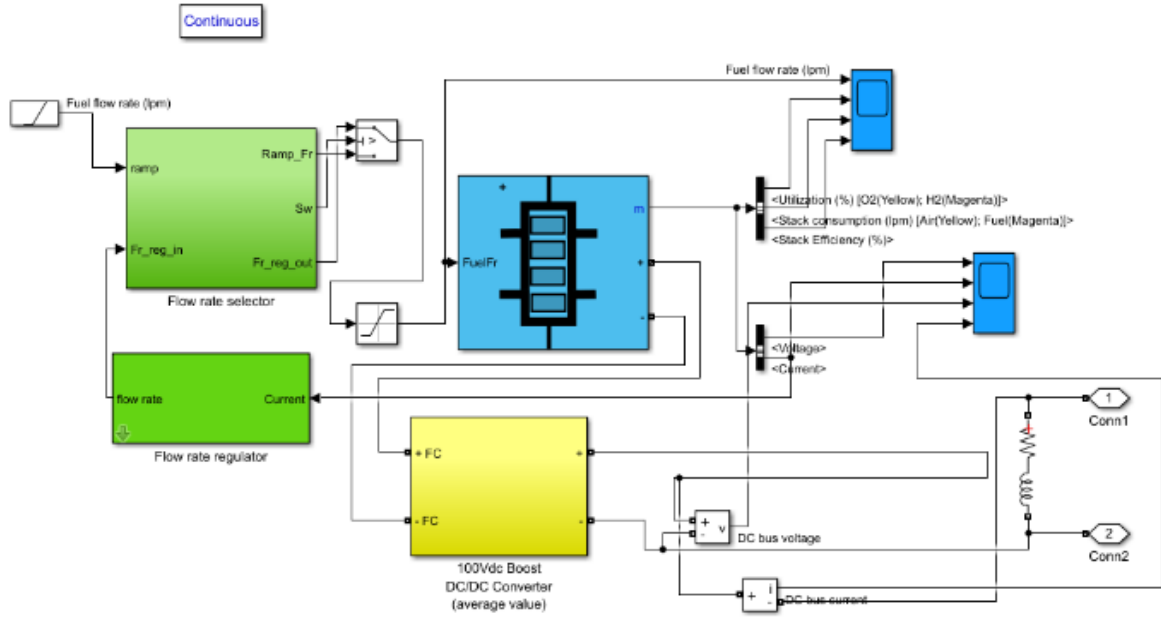 Continuous
Fuel flow rate (lpm)
Fuel flow rate (lpm)
ramp
Ramp_Fr
Sw
Fr_reg_in
Fr_reg_out
Flow rate selector
>
+
m
FuelFr
+
-
<Utilization (%) [O2(Yellow); H2(Magenta)]>
<Stack consumption (lpm) [Air(Yellow); Fuel(Magenta)]>
<Stack Efficiency (%)>
<Voltage>
<Current>
flow rate
Current
Flow rate regulator
+ FC
+
- FC
-
100Vdc Boost
DC/DC Converter
(average value)
+
-
v
DC bus voltage
+
i
-
DC bus current
+
1
Conn1
2
Conn2